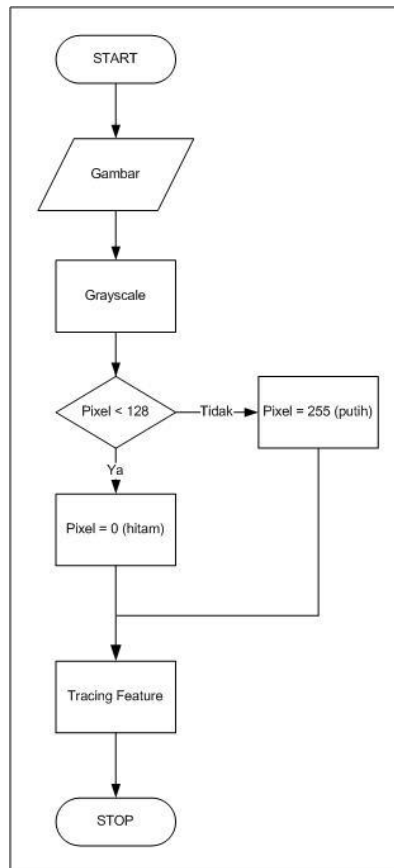 START
Gambar
Grayscale
Pixel < 128
Tidak
Pixel = 255 (putih)
Ya
Pixel = 0 (hitam)
Tracing Feature
STOP